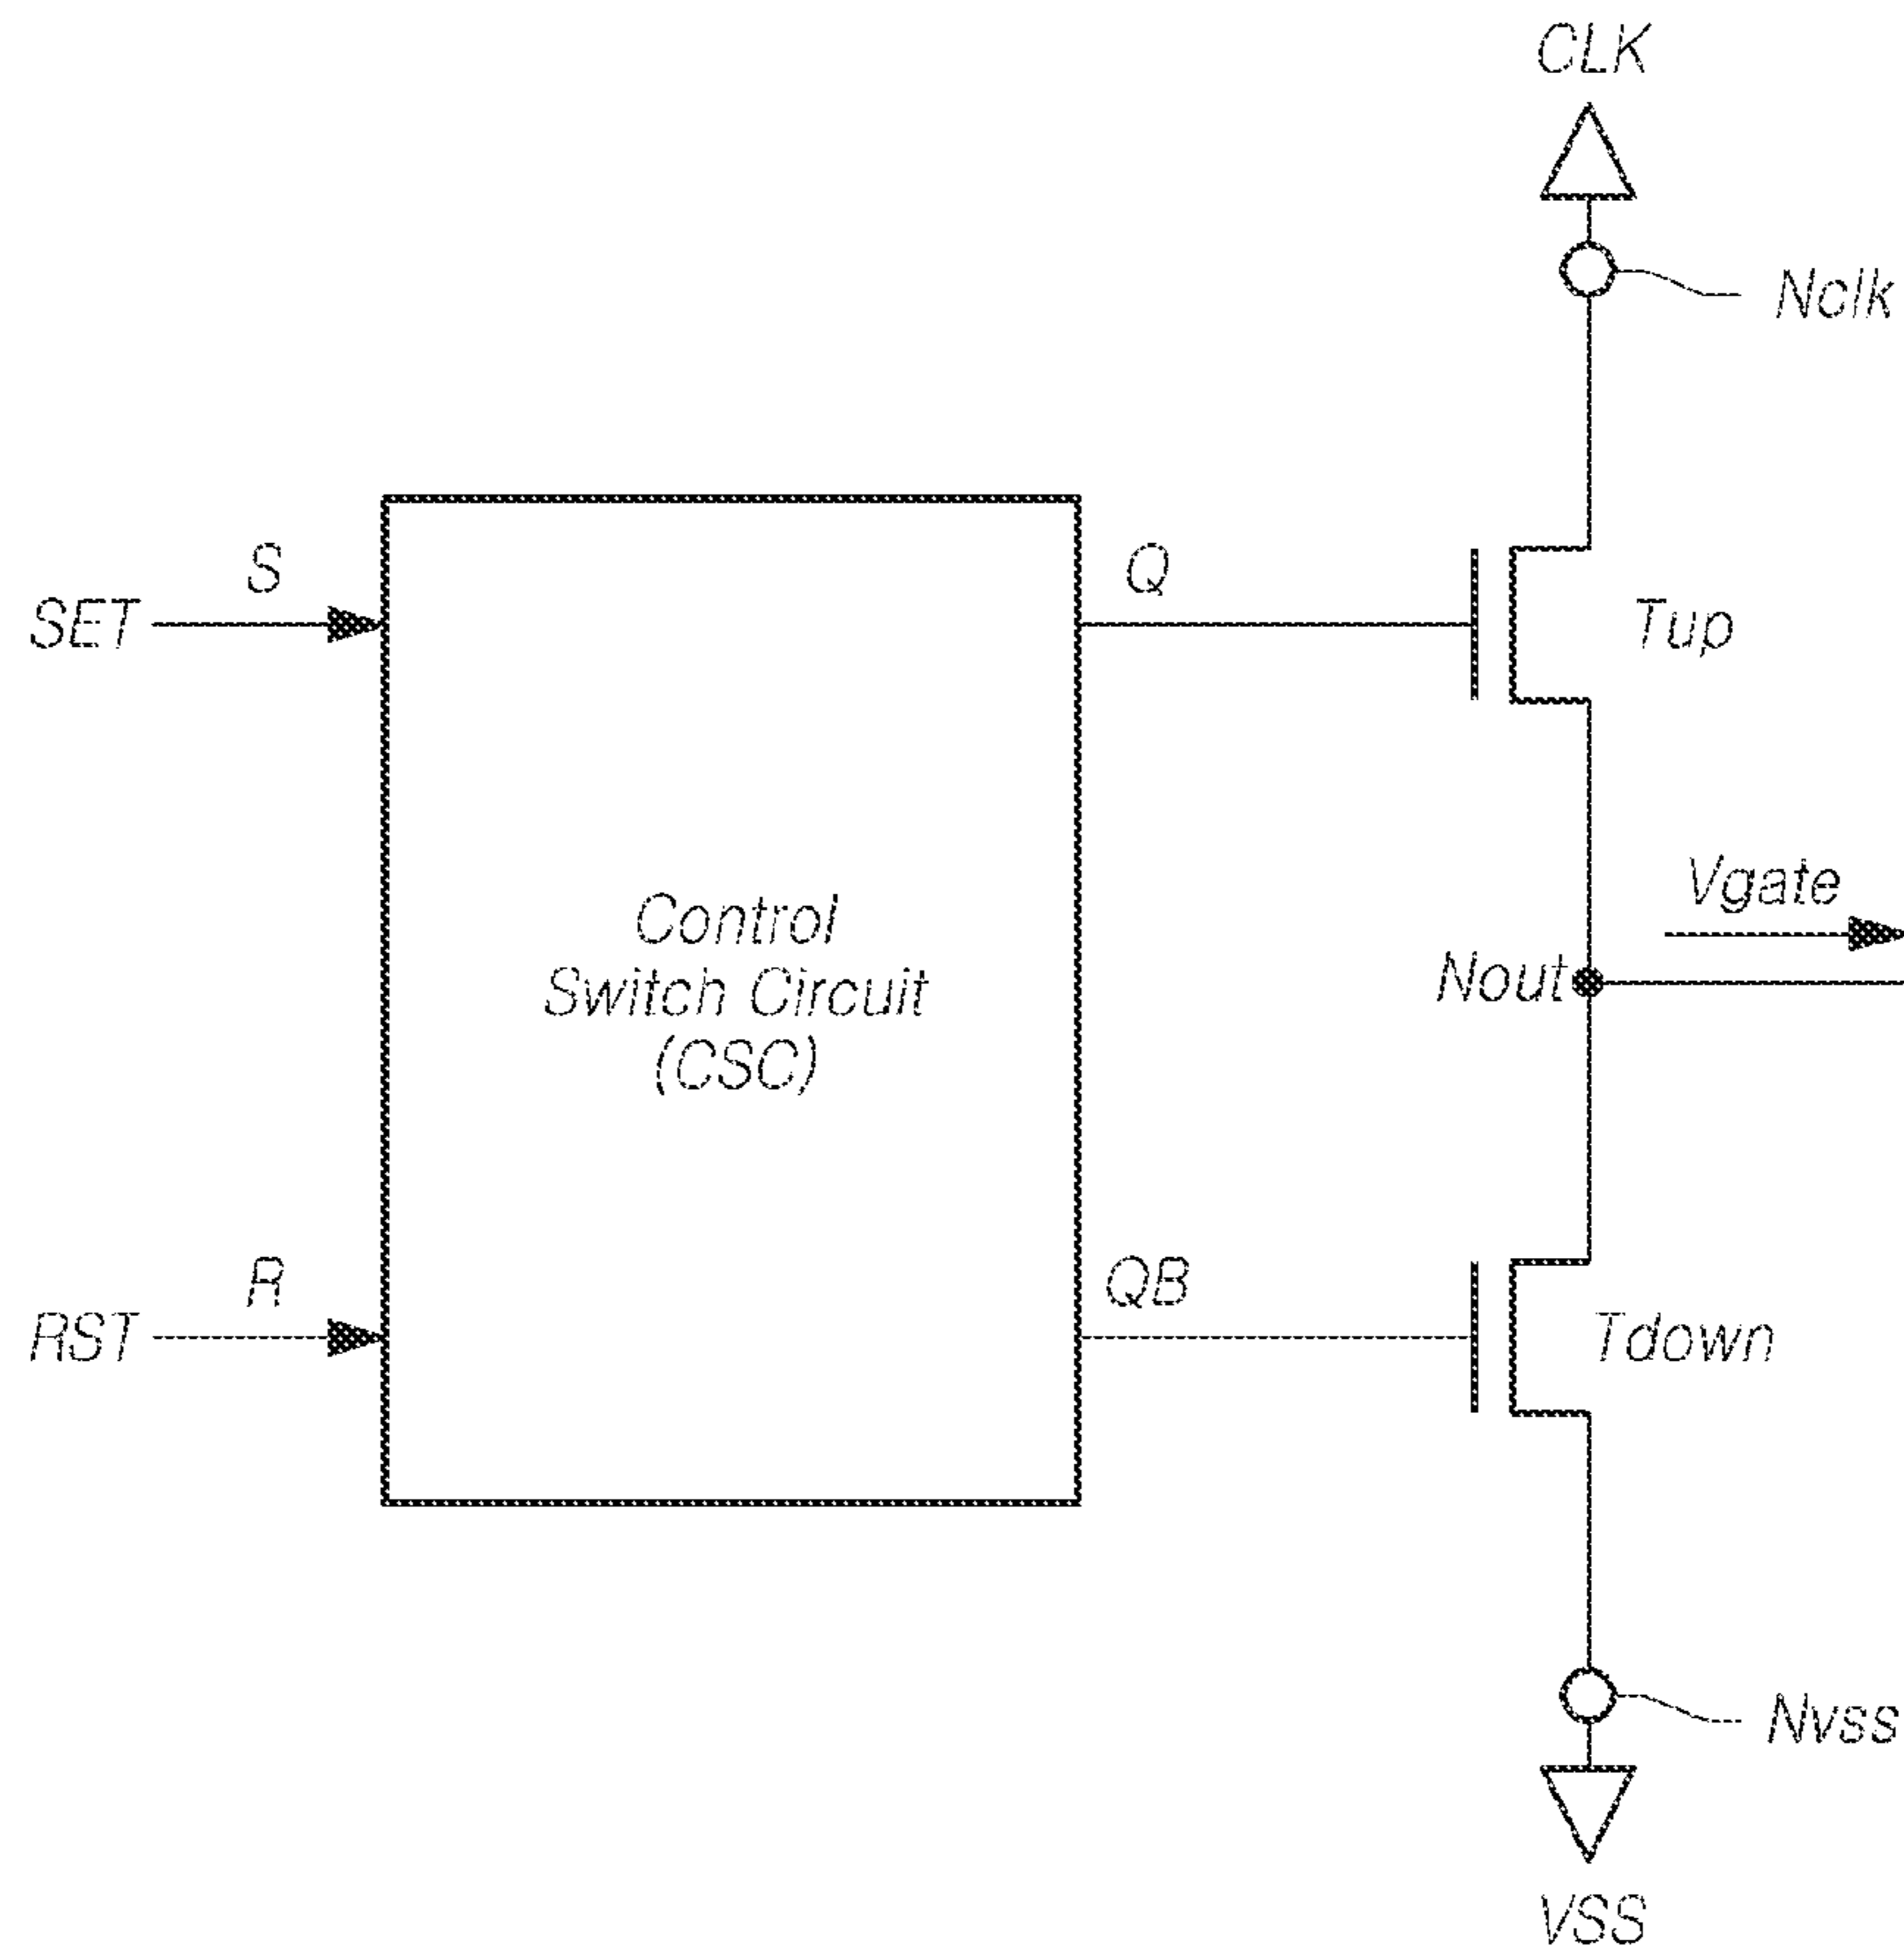 CLK
Nclk
S
SET
Q
Tup
Control
Switch Circuit
(CSC)
Vgate
Nout
R
RST
QB
Tdown
Nvss
VSS